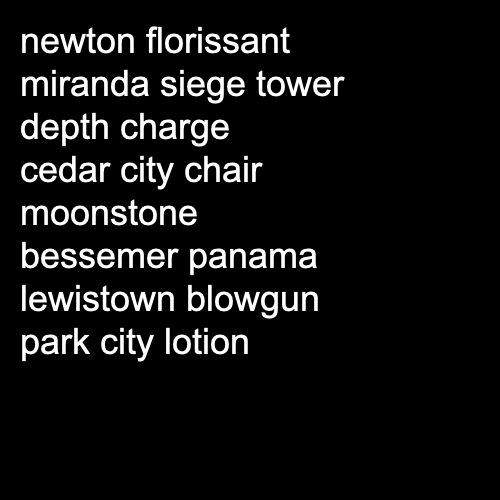 newton florissant
miranda siege tower
depth charge
cedar city chair
moonstone
bessemer panama
lewistown blowgun
park city lotion